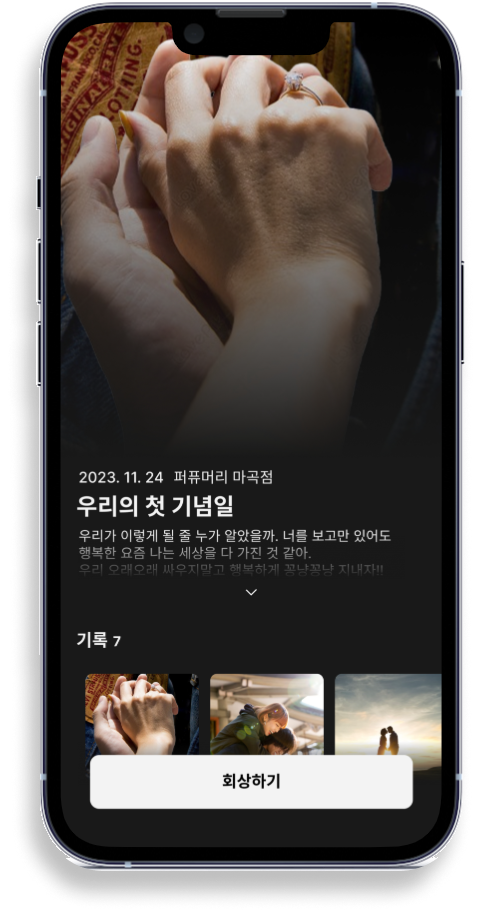 CLOTHING.
2023. 11. 24 퍼퓨머리 마곡점
우리의 첫 기념일
우리가 이렇게 될 줄 누가 알았을까. 너를 보고만 있어도
행복한 요즘 나는 세상을 다 가진 것 같아.
우리 오래오래 싸우지말고 행복하게 꽁냥꽁냥 지내자!!
기록 7
회상하기